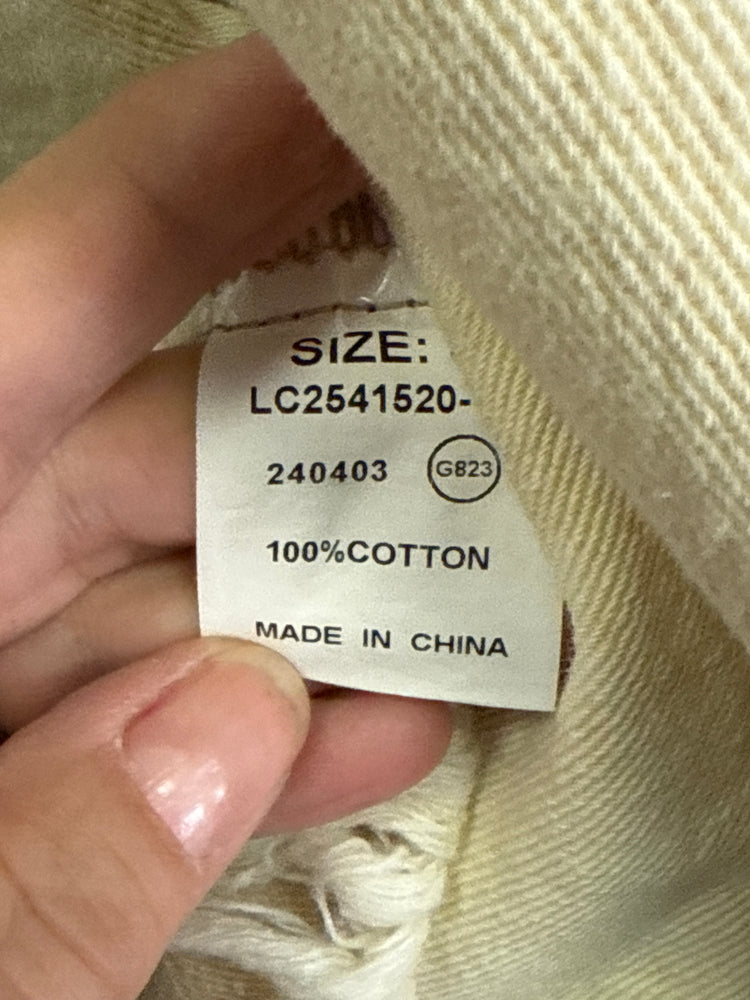 SIZE:
LC2541520-
240403 G823
100%COTTON
MADE IN CHINA